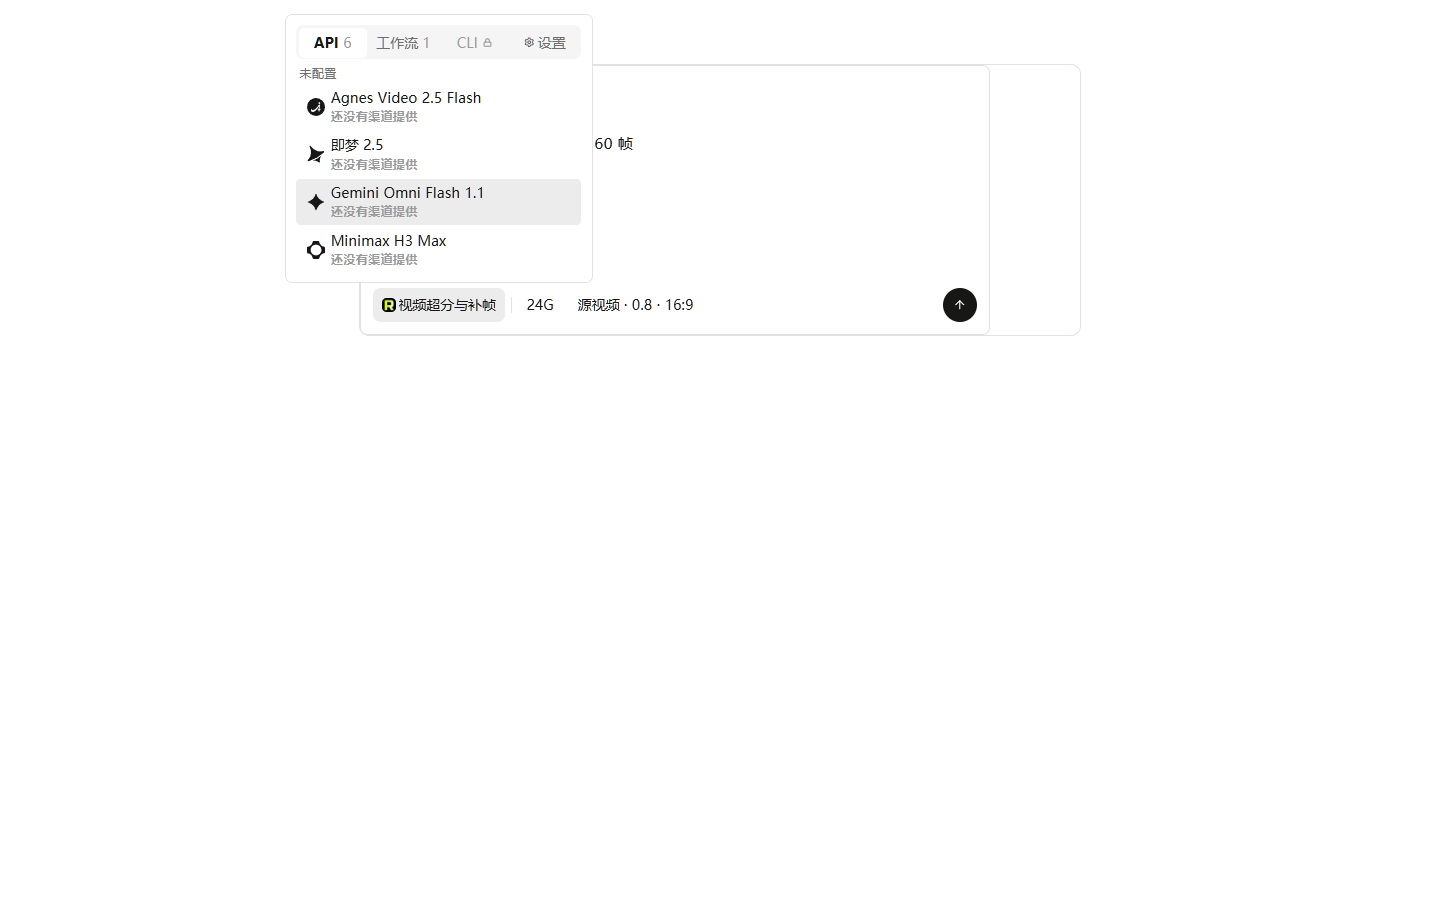 API 6 工作流 1 CLI 设置
未配置
Agnes Video 2.5 Flash
还没有渠道提供
即梦 2.5
还没有渠道提供
Gemini Omni Flash 1.1
还没有渠道提供
Minimax H3 Max
还没有渠道提供
60 帧
视频超分与补帧 24G 源视频 · 0.8 · 16:9